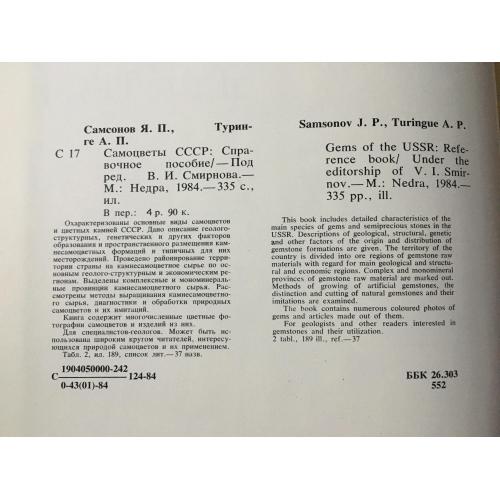 Самсонов Я. П., Турин-
ге А. П.
С 17 Самоцветы СССР: Спра-
вочное пособие/— Под
ред. В. И. Смирнова.—
М.: Недра, 1984.—335 с.,
ил.
В пер.: 4 р. 90 к.
Охарактеризованы основные виды самоцветов
и цветных камней СССР. Дано описание геолого-
структурных, генетических и других факторов
образования и пространственного размещения кам-
несамоцветных формаций и типичных для них
месторождений. Проведено районирование терри-
тории страны на камнесамоцветное сырье по ос-
новным геолого-структурным и экономическим ре-
гионам. Выделены комплексные и мономинераль-
ные провинции камнесамоцветного сырья. Рас-
смотрены методы выращивания камнесамоцветно-
го сырья, диагностики и обработки природных
самоцветов и их имитаций.
Книга содержит многочисленные цветные фо-
тографии самоцветов и изделий из них.
Для специалистов-геологов. Может быть ис-
пользована широким кругом читателей, интересу-
ющихся природой самоцветов и их применением.
Табл. 2, ил. 189, список лит.—37 назв.
С 1904050000-242 124-84
0-43(01)-84
Samsonov J. P., Turingue A. P.
Gems of the USSR: Refe-
rence book/ Under the
editorship of V. I. Smir-
nov.—M.: Nedra, 1984.—
335 pp., ill.
This book includes detailed characteristics of the
main species of gems and semiprecious stones in the
USSR. Descriptions of geological, structural, genetic
and other factors of the origin and distribution of
gemstone formations are given. The territory of the
country is divided into ore regions of gemstone raw
materials with regard for main geological and structu-
ral and economic regions. Complex and monomineral
provinces of gemstone raw materials are marked out.
Methods of growing of artificial gemstones, the
distinction and cutting of natural gemstones and their
imitations are examined.
The book contains numerous coloured photos of
gems and articles made out of them.
For geologists and other readers interested in
gemstones and their utilization.
2 tabl., 189 ill., ref.—37
ББК 26.303
552